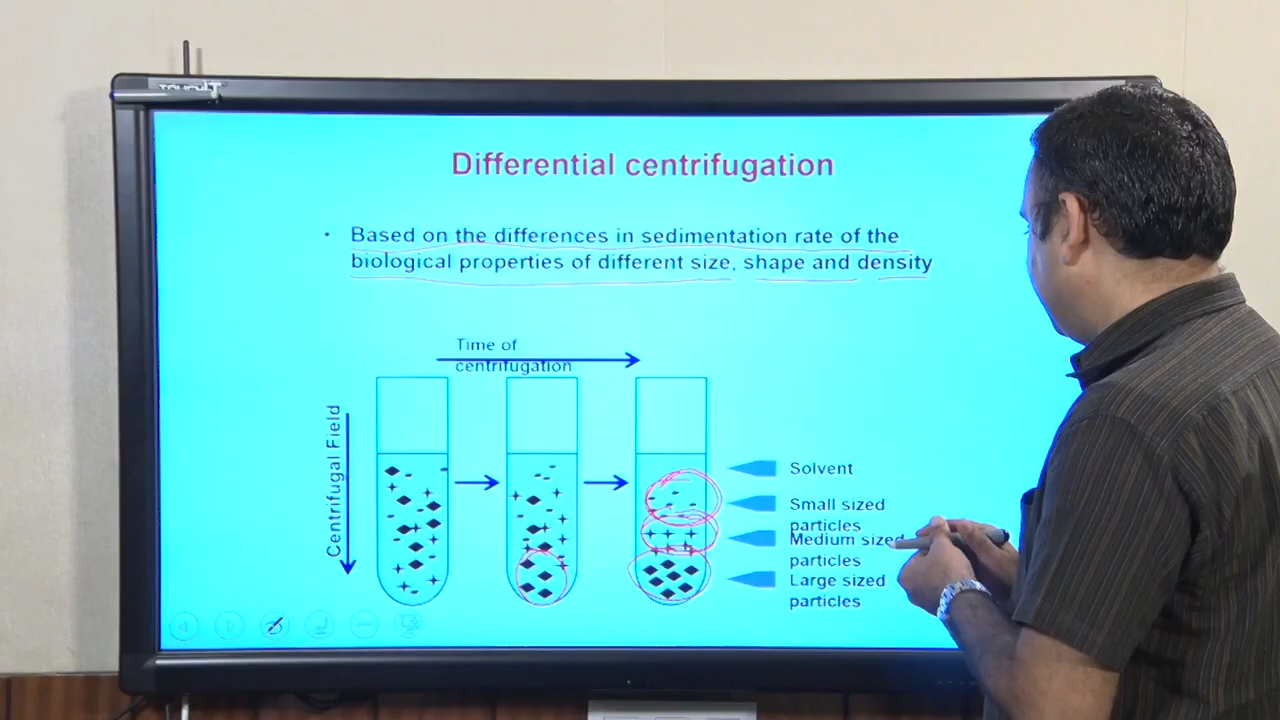 TOUCHIT
Differential centrifugation
• Based on the differences in sedimentation rate of the
biological properties of different size, shape and density
Time of
centrifugation
Centrifugal Field
Solvent
Small sized
particles
Medium sized
particles
Large sized
particles